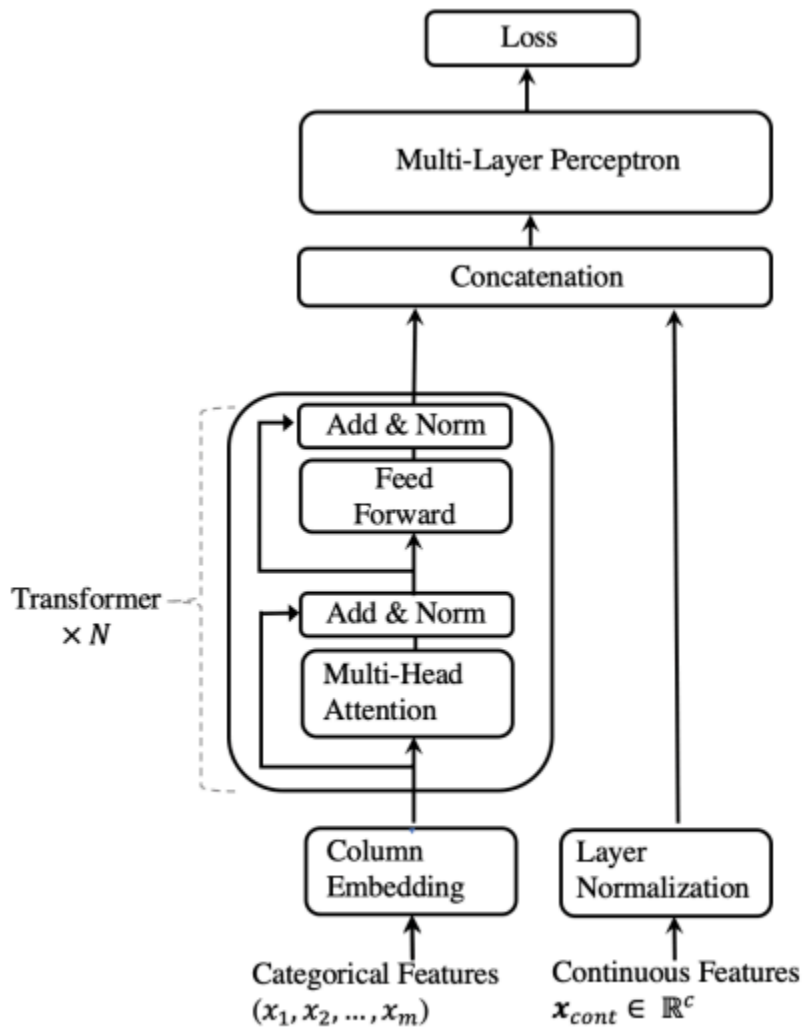 Loss
Multi-Layer Perceptron
Concatenation
Add & Norm
Feed
Forward
Transformer
× N
Add & Norm
Multi-Head
Attention
Column
Embedding
Layer
Normalization
Categorical Features
(x₁, x₂, ..., xₘ)
Continuous Features
x_cont ∈ ℝᶜ